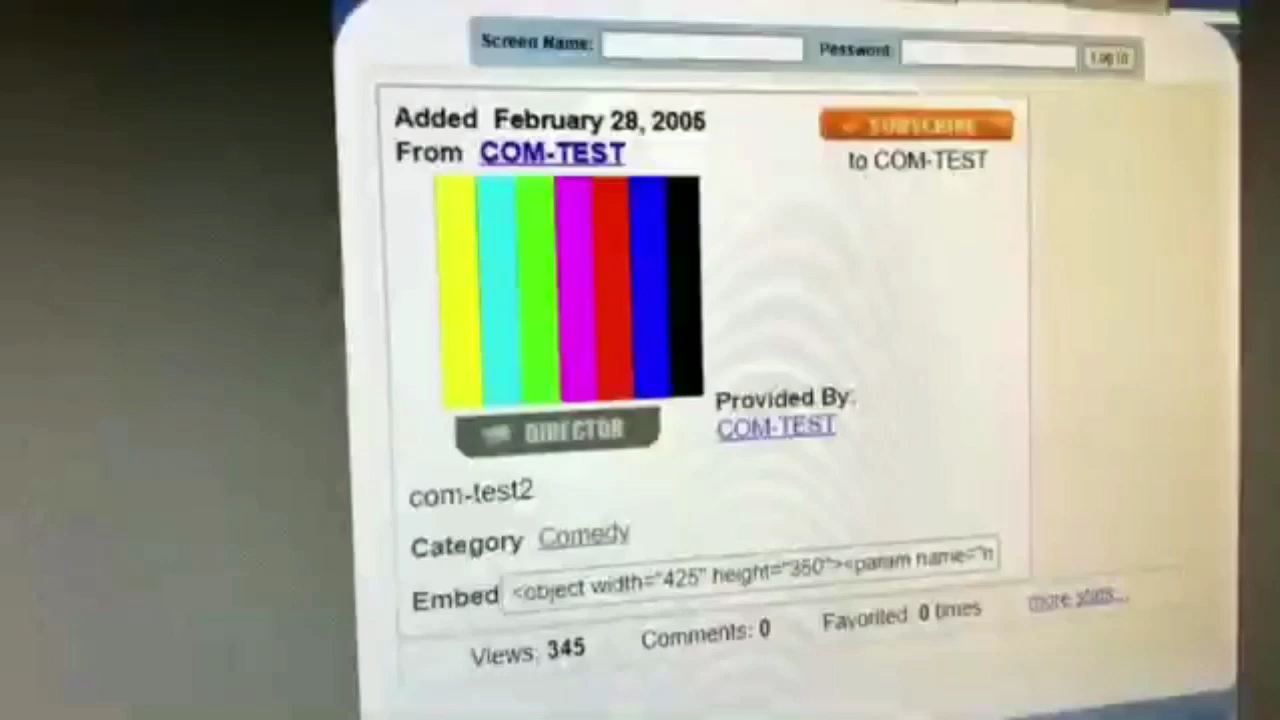 Screen Name: Password: Log In
Added February 28, 2005
From COM-TEST
SUBSCRIBE
to COM-TEST
DIRECTOR
Provided By:
COM-TEST
com-test2
Category Comedy
Embed <object width="425" height="350"><param name="m
Views: 345 Comments: 0 Favorited 0 times more stats...